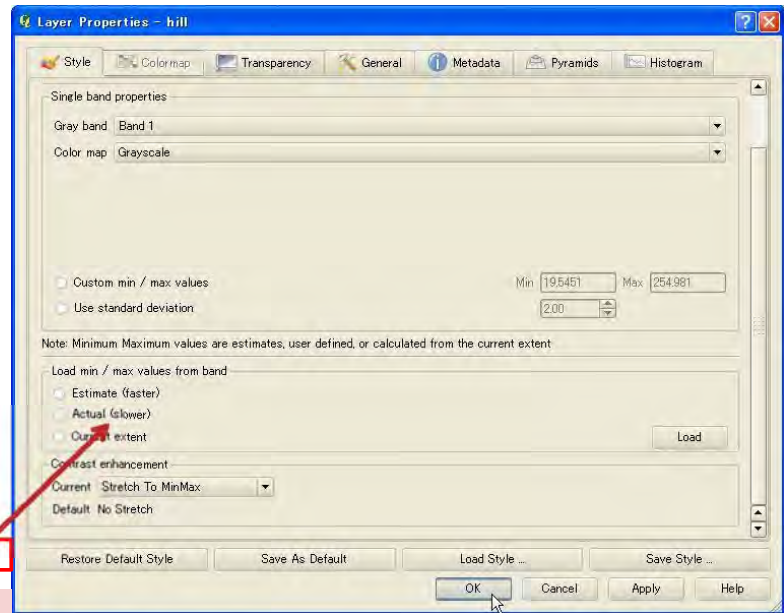 Layer Properties - hill
Style Colormap Transparency General Metadata Pyramids Histogram
Single band properties
Gray band Band 1
Color map Grayscale
Custom min / max values Min 19.5451 Max 254.981
Use standard deviation 2.00
Note: Minimum Maximum values are estimates, user defined, or calculated from the current extent
Load min / max values from band
Estimate (faster)
Actual (slower)
Current extent Load
Contrast enhancement
Current Stretch To MinMax
Default No Stretch
Restore Default Style Save As Default Load Style ... Save Style ...
OK Cancel Apply Help